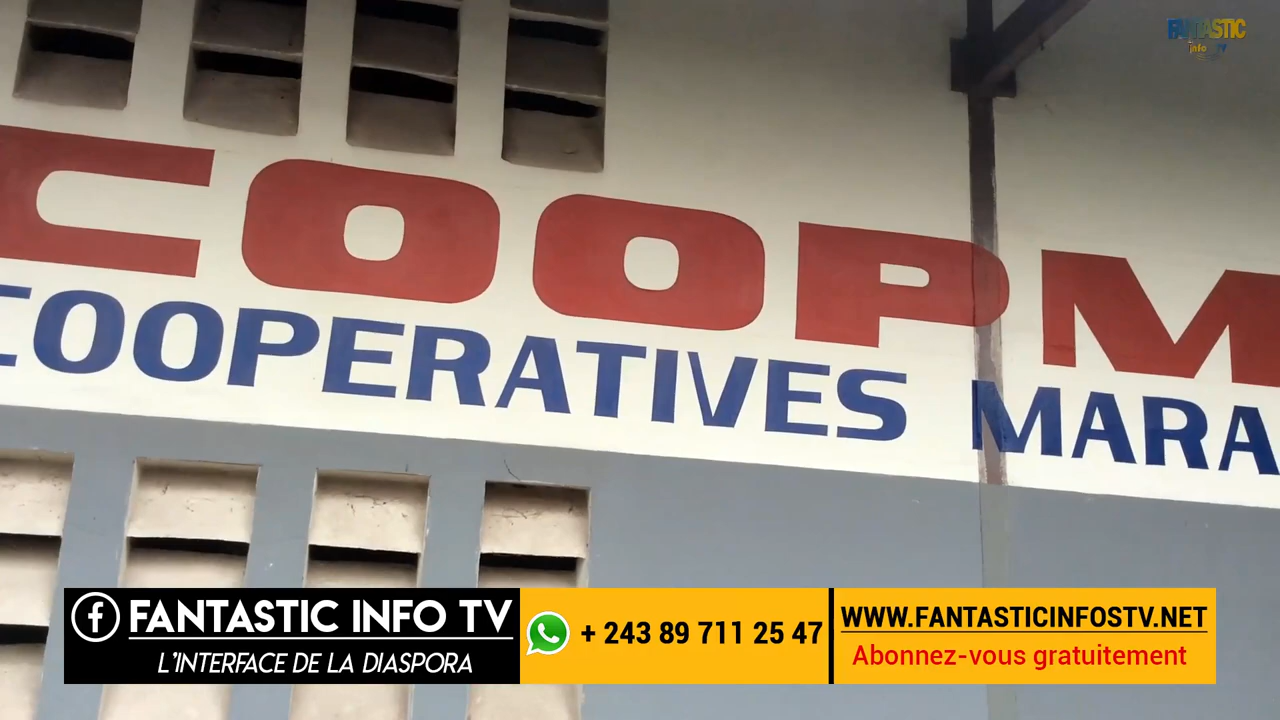 FANTASTIC
info TV
COOPM
COOPERATIVES MARA
FANTASTIC INFO TV
L'INTERFACE DE LA DIASPORA
+ 243 89 711 25 47
WWW.FANTASTICINFOSTV.NET
Abonnez-vous gratuitement